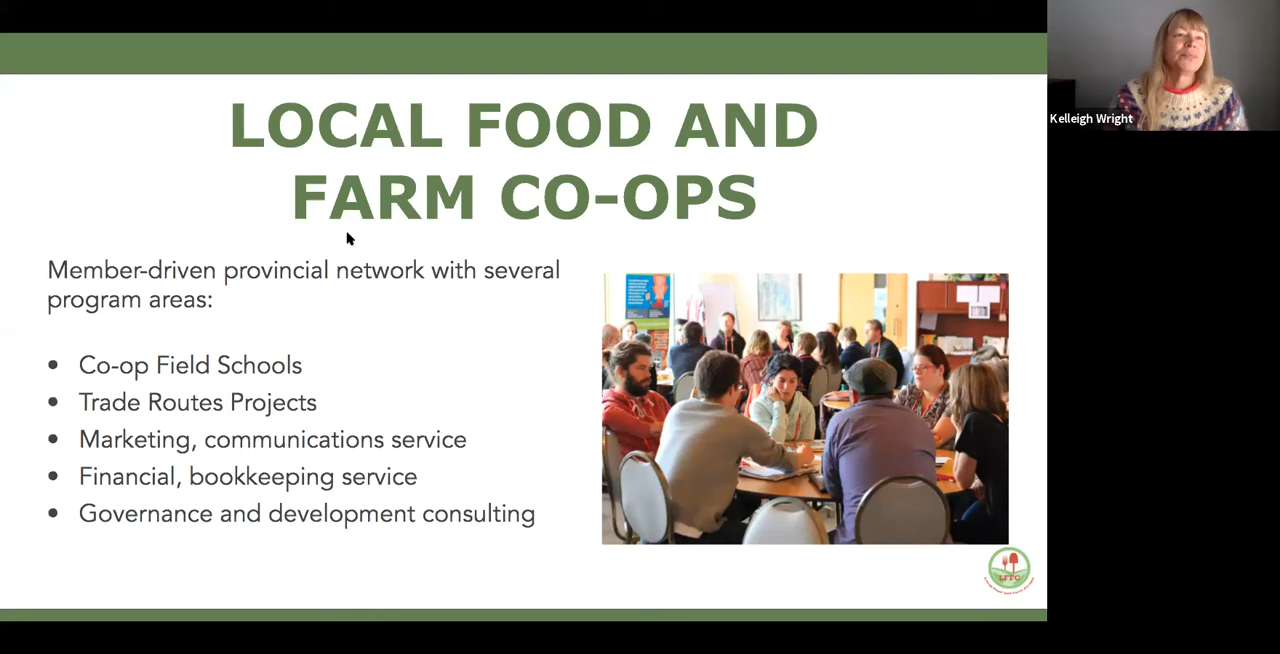 LOCAL FOOD AND
FARM CO-OPS
Kelleigh Wright
Member-driven provincial network with several
program areas:
• Co-op Field Schools
• Trade Routes Projects
• Marketing, communications service
• Financial, bookkeeping service
• Governance and development consulting
LFFC